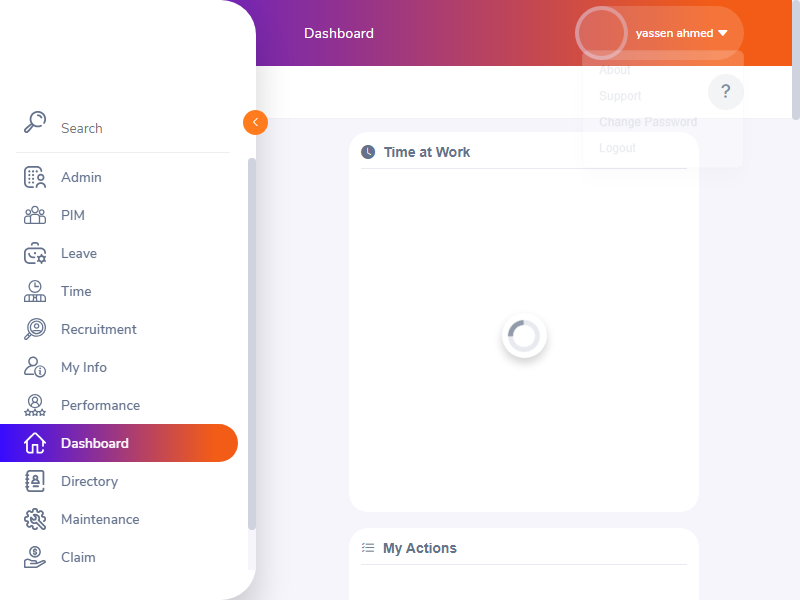 Dashboard
yassen ahmed
About
Support
Change Password
Logout
?
Search
Admin
PIM
Leave
Time
Recruitment
My Info
Performance
Dashboard
Directory
Maintenance
Claim
Time at Work
My Actions